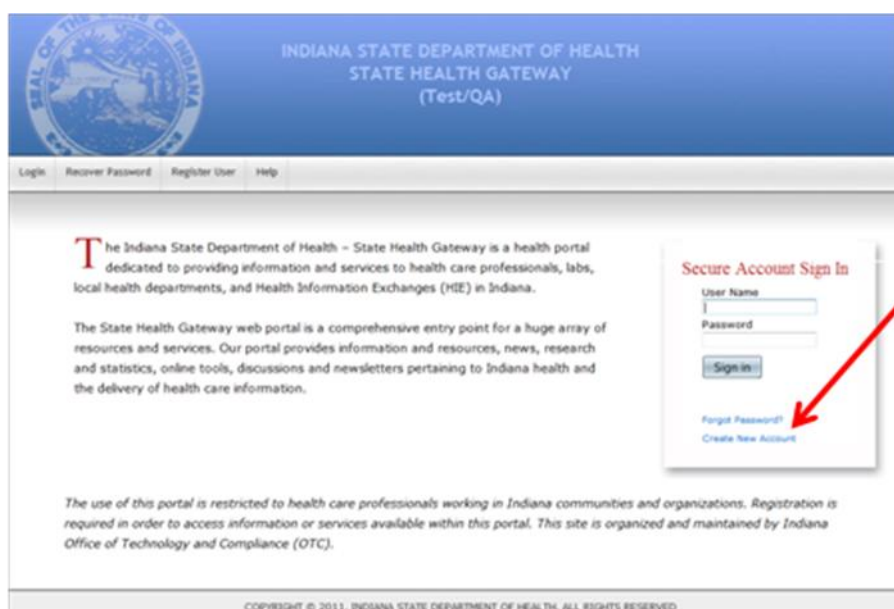 SEAL OF THE STATE OF INDIANA
INDIANA STATE DEPARTMENT OF HEALTH
STATE HEALTH GATEWAY
(Test/QA)
Login Recover Password Register User Help
The Indiana State Department of Health – State Health Gateway is a health portal
dedicated to providing information and services to health care professionals, labs,
local health departments, and Health Information Exchanges (HIE) in Indiana.
The State Health Gateway web portal is a comprehensive entry point for a huge array of
resources and services. Our portal provides information and resources, news, research
and statistics, online tools, discussions and newsletters pertaining to Indiana health and
the delivery of health care information.
Secure Account Sign In
User Name
Password
Sign in
Forgot Password?
Create New Account
The use of this portal is restricted to health care professionals working in Indiana communities and organizations. Registration is
required in order to access information or services available within this portal. This site is organized and maintained by Indiana
Office of Technology and Compliance (OTC).
COPYRIGHT © 2011, INDIANA STATE DEPARTMENT OF HEALTH, ALL RIGHTS RESERVED